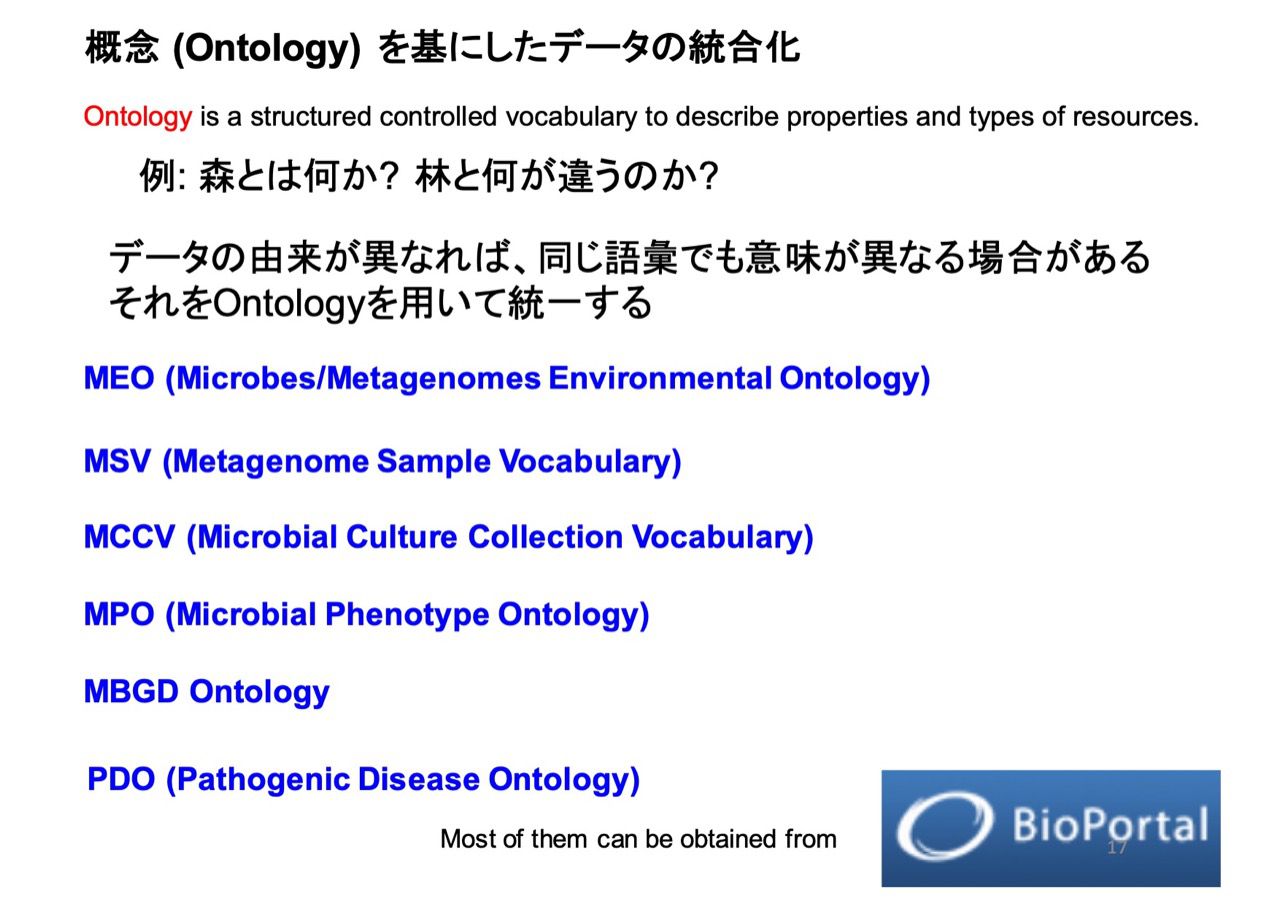 概念 (Ontology) を基にしたデータの統合化
Ontology is a structured controlled vocabulary to describe properties and types of resources.
例: 森とは何か? 林と何が違うのか?
データの由来が異なれば、同じ語彙でも意味が異なる場合がある
それをOntologyを用いて統一する
MEO (Microbes/Metagenomes Environmental Ontology)
MSV (Metagenome Sample Vocabulary)
MCCV (Microbial Culture Collection Vocabulary)
MPO (Microbial Phenotype Ontology)
MBGD Ontology
PDO (Pathogenic Disease Ontology)
Most of them can be obtained from
BioPortal
17